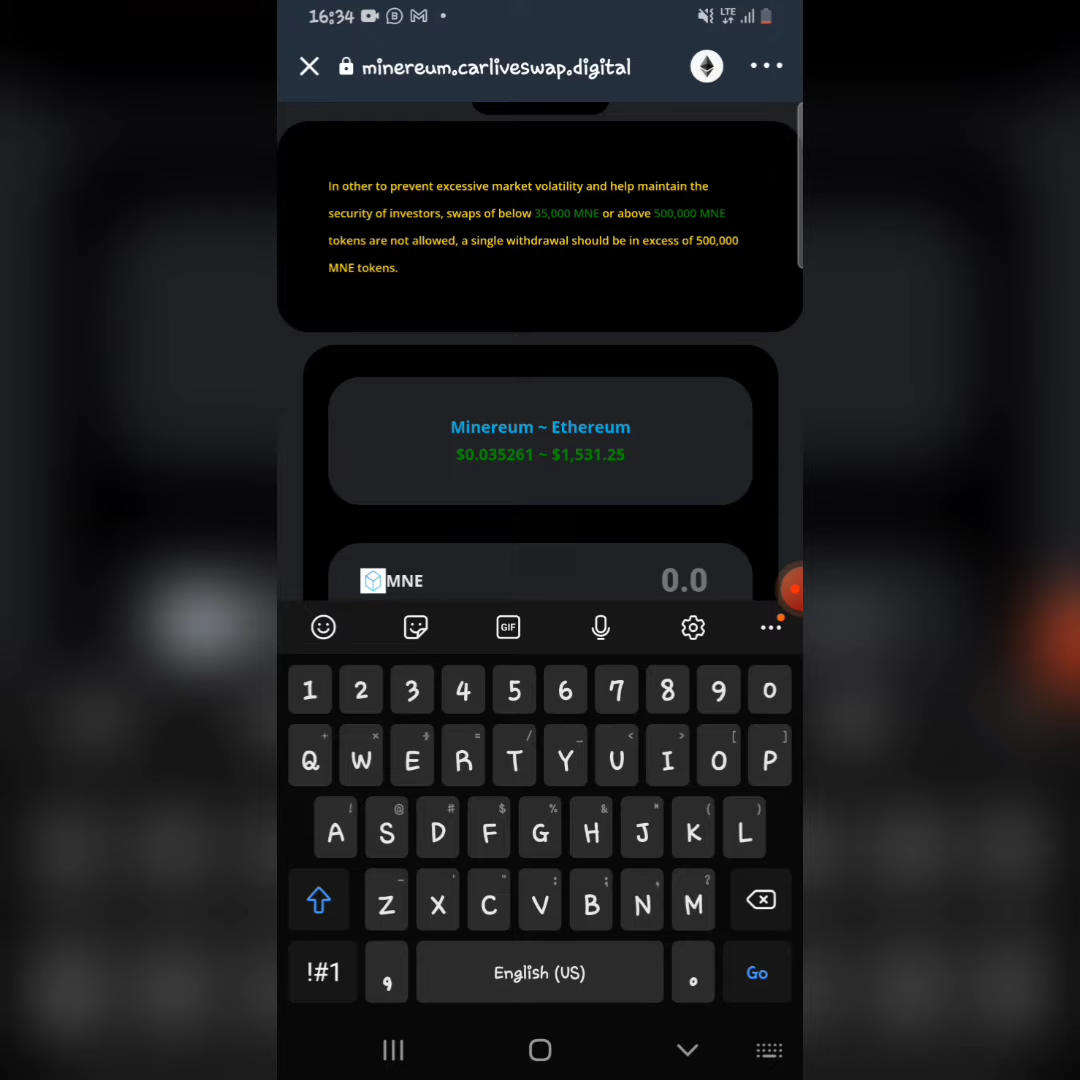 16:34
LTE
minereum.carliveswap.digital
In other to prevent excessive market volatility and help maintain the
security of investors, swaps of below 35,000 MNE or above 500,000 MNE
tokens are not allowed, a single withdrawal should be in excess of 500,000
MNE tokens.
Minereum ~ Ethereum
$0.035261 ~ $1,531.25
MNE 0.0
GIF
1 2 3 4 5 6 7 8 9 0
+ × ÷ = / _ < > [ ]
Q W E R T Y U I O P
! @ # $ % & * ( )
A S D F G H J K L
- ' " : ; , ?
Z X C V B N M
!#1 , English (US) . Go